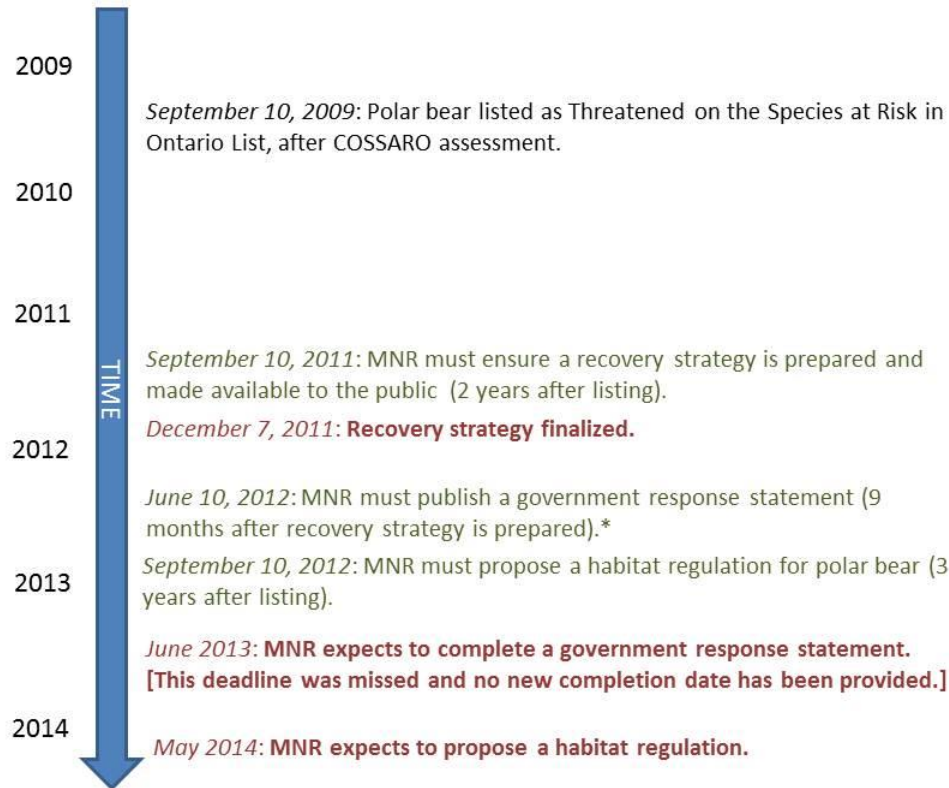 2009
September 10, 2009: Polar bear listed as Threatened on the Species at Risk in
Ontario List, after COSSARO assessment.
2010
2011
TIME
September 10, 2011: MNR must ensure a recovery strategy is prepared and
made available to the public (2 years after listing).
December 7, 2011: Recovery strategy finalized.
2012
June 10, 2012: MNR must publish a government response statement (9
months after recovery strategy is prepared).*
September 10, 2012: MNR must propose a habitat regulation for polar bear (3
years after listing).
2013
June 2013: MNR expects to complete a government response statement.
[This deadline was missed and no new completion date has been provided.]
2014
May 2014: MNR expects to propose a habitat regulation.